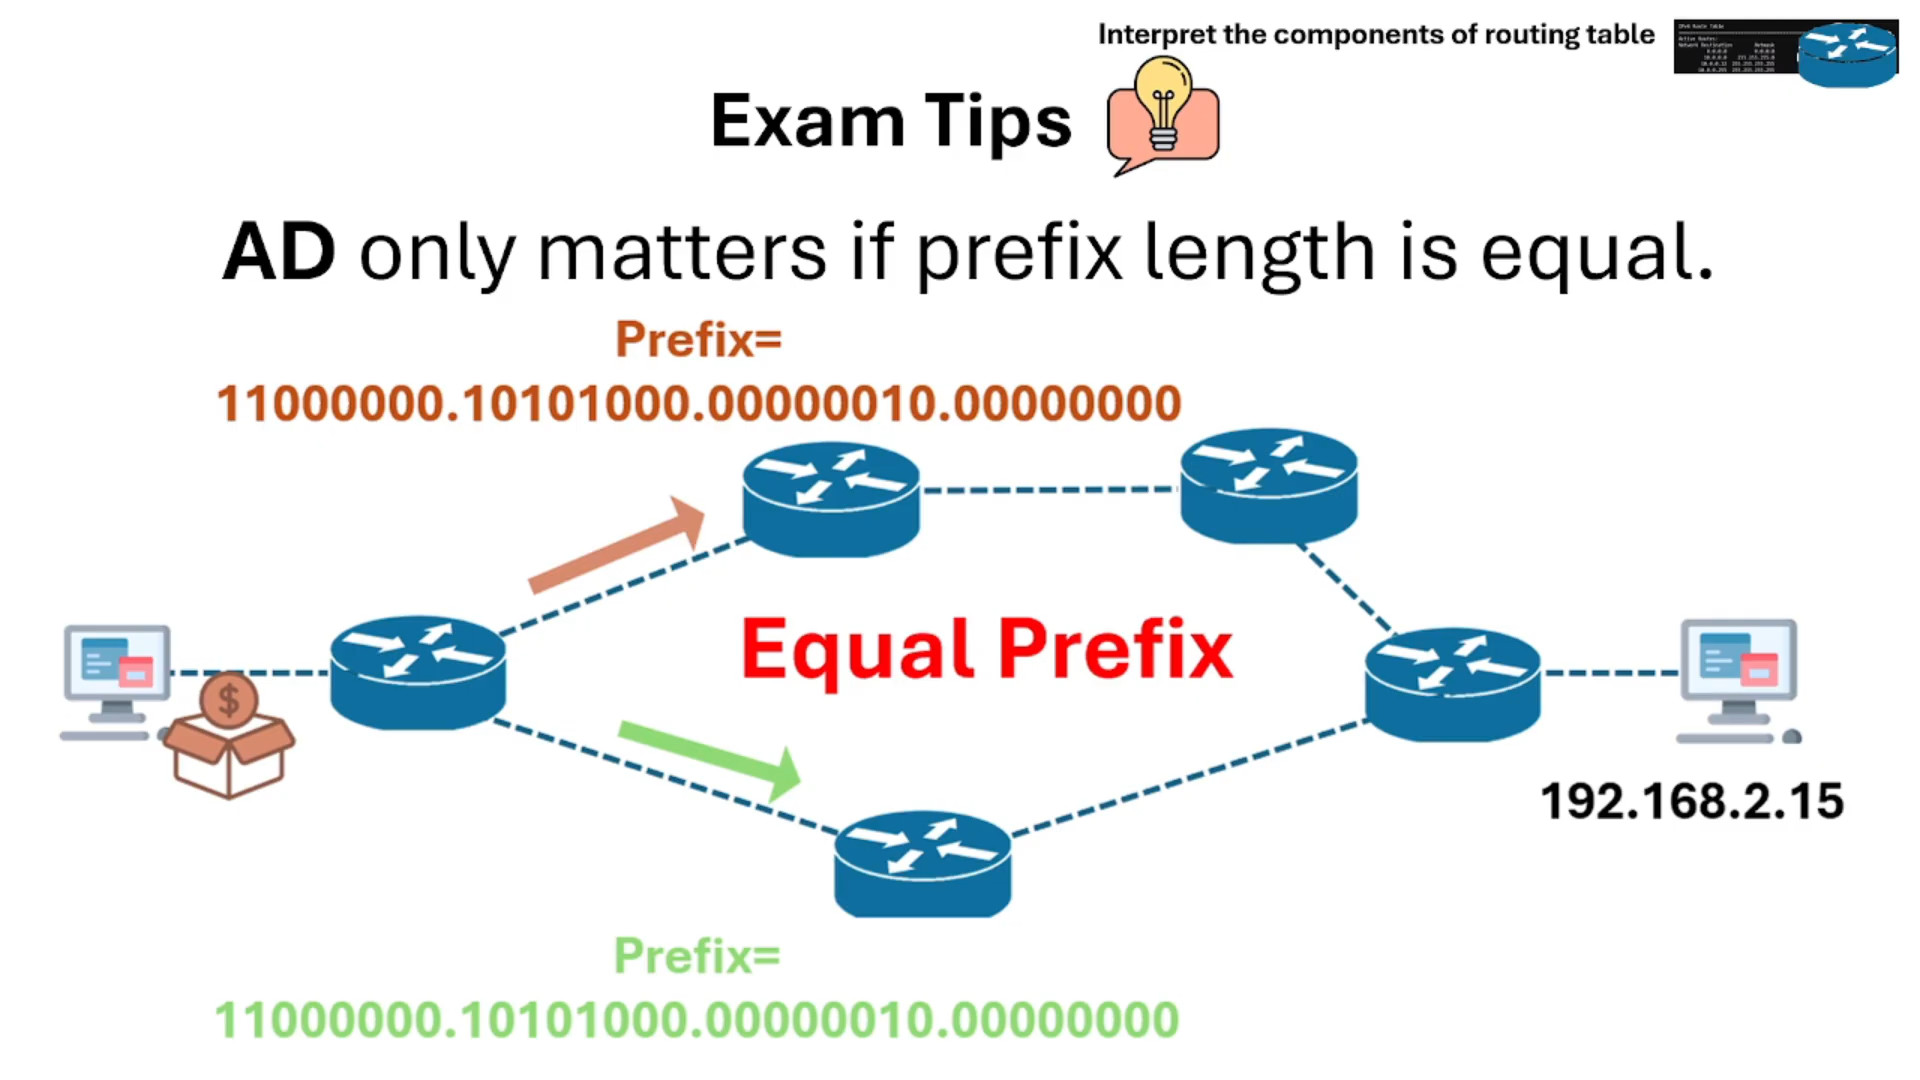 Interpret the components of routing table
Exam Tips
AD only matters if prefix length is equal.
Prefix=
11000000.10101000.00000010.00000000
Equal Prefix
$
192.168.2.15
Prefix=
11000000.10101000.00000010.00000000